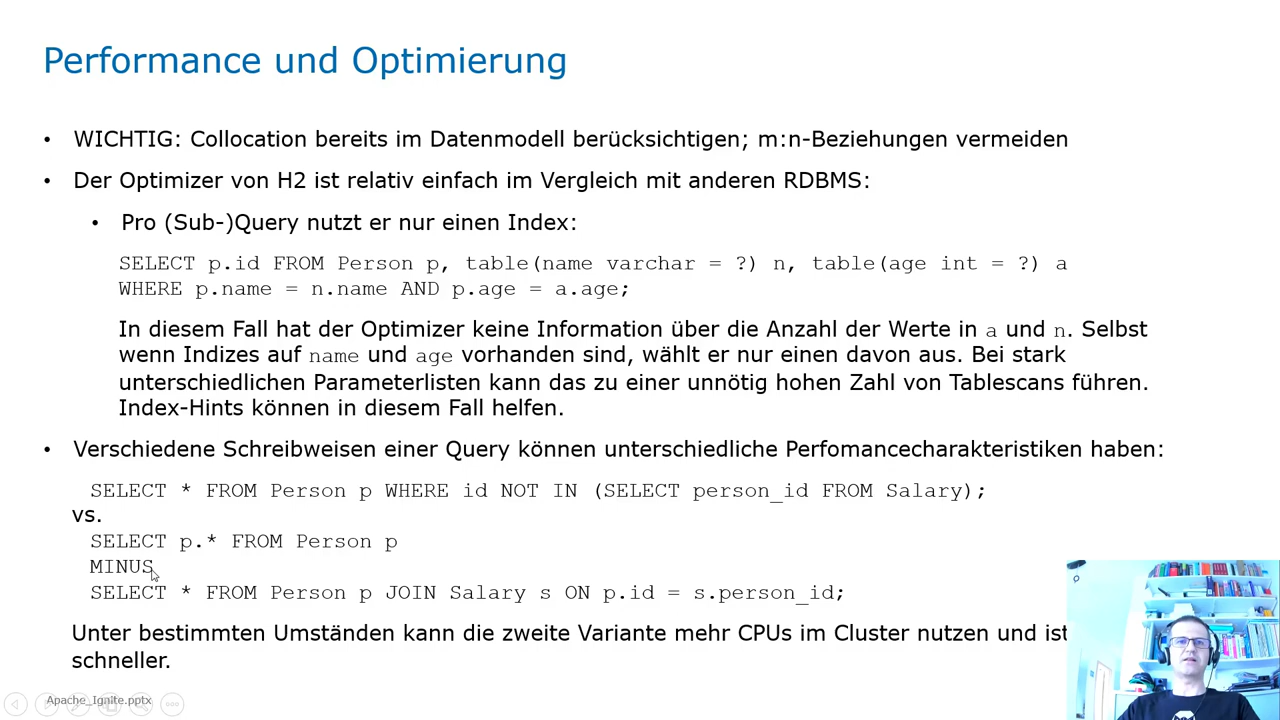 Performance und Optimierung
• WICHTIG: Collocation bereits im Datenmodell berücksichtigen; m:n-Beziehungen vermeiden
• Der Optimizer von H2 ist relativ einfach im Vergleich mit anderen RDBMS:
• Pro (Sub-)Query nutzt er nur einen Index:
SELECT p.id FROM Person p, table(name varchar = ?) n, table(age int = ?) a
WHERE p.name = n.name AND p.age = a.age;
In diesem Fall hat der Optimizer keine Information über die Anzahl der Werte in a und n. Selbst
wenn Indizes auf name und age vorhanden sind, wählt er nur einen davon aus. Bei stark
unterschiedlichen Parameterlisten kann das zu einer unnötig hohen Zahl von Tablescans führen.
Index-Hints können in diesem Fall helfen.
• Verschiedene Schreibweisen einer Query können unterschiedliche Perfomancecharakteristiken haben:
SELECT * FROM Person p WHERE id NOT IN (SELECT person_id FROM Salary);
vs.
SELECT p.* FROM Person p
MINUS
SELECT * FROM Person p JOIN Salary s ON p.id = s.person_id;
Unter bestimmten Umständen kann die zweite Variante mehr CPUs im Cluster nutzen und ist
schneller.
Apache_Ignite.pptx